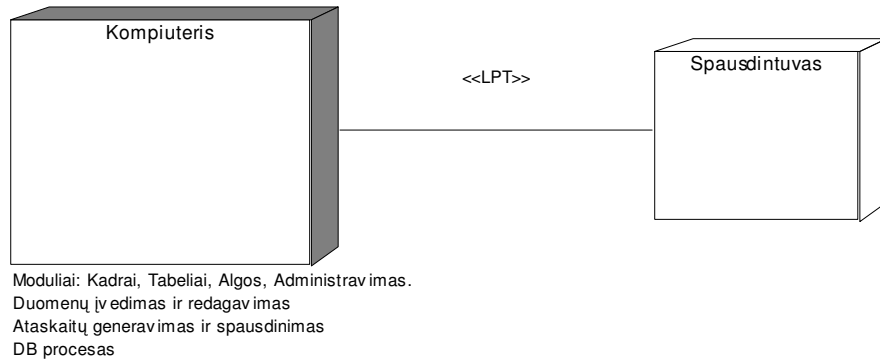 Kompiuteris
<<LPT>>
Spausdintuvas
Moduliai: Kadrai, Tabeliai, Algos, Administravimas.
Duomenų įvedimas ir redagavimas
Ataskaitų generavimas ir spausdinimas
DB procesas